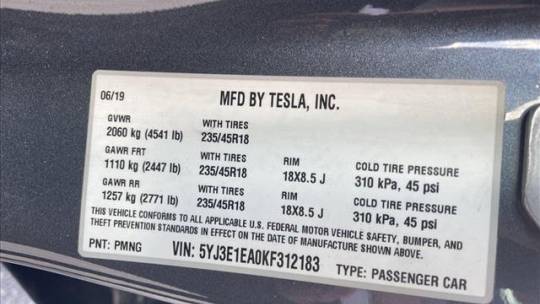 06/19 MFD BY TESLA, INC.
GVWR WITH TIRES
2060 kg (4541 lb) 235/45R18
GAWR FRT WITH TIRES RIM COLD TIRE PRESSURE
1110 kg (2447 lb) 235/45R18 18X8.5 J 310 kPa, 45 psi
GAWR RR WITH TIRES RIM COLD TIRE PRESSURE
1257 kg (2771 lb) 235/45R18 18X8.5 J 310 kPa, 45 psi
THIS VEHICLE CONFORMS TO ALL APPLICABLE U.S. FEDERAL MOTOR VEHICLE SAFETY, BUMPER, AND
THEFT PREVENTION STANDARDS IN EFFECT ON THE DATE OF MANUFACTURE SHOWN ABOVE.
PNT: PMNG VIN: 5YJ3E1EA0KF312183 TYPE: PASSENGER CAR